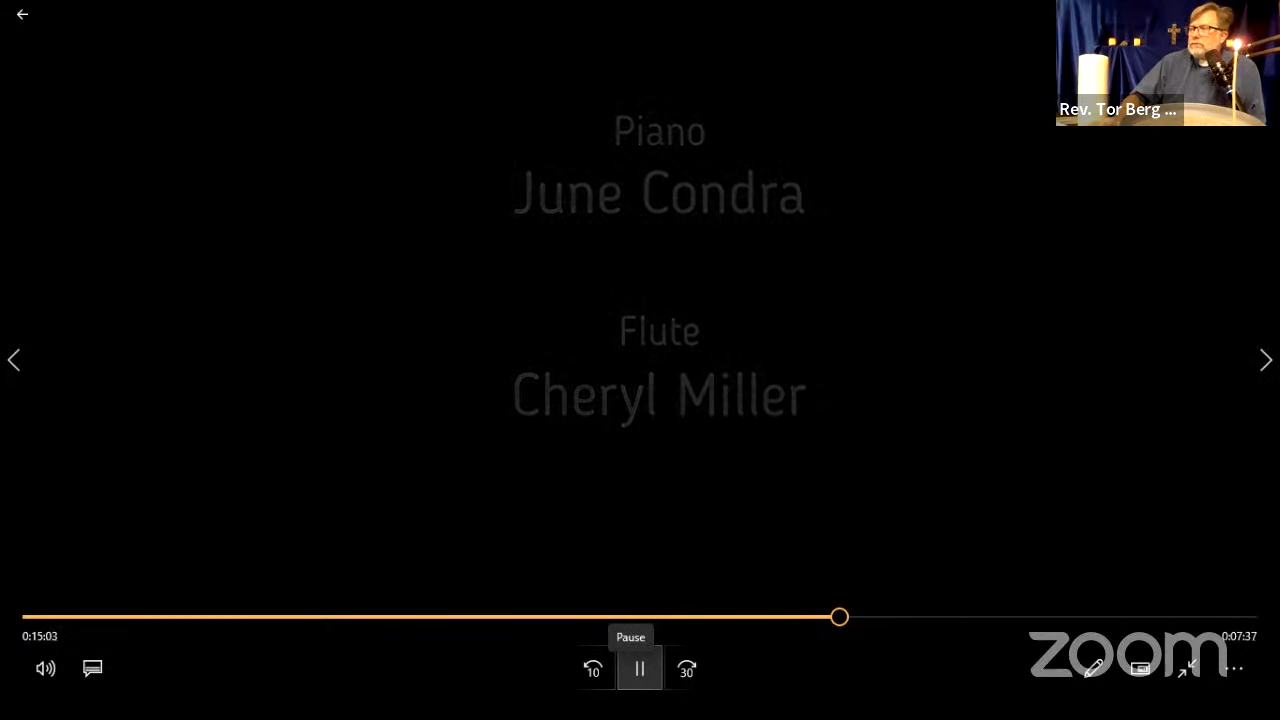 Rev. Tor Berg ...
Piano
June Condra
Flute
Cheryl Miller
0:15:03
Pause
0:07:37
10
30
zoom